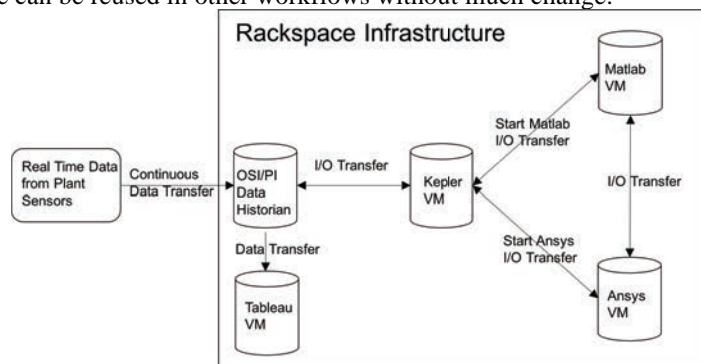 e can be reused in other workflows without much change.
Rackspace Infrastructure
Matlab
VM
Start Matlab
I/O Transfer
Real Time Data
from Plant
Sensors
Continuous
Data Transfer
OSI/PI
Data
Historian
I/O Transfer
Kepler
VM
I/O Transfer
Data Transfer
Start Ansys
I/O Transfer
Tableau
VM
Ansys
VM